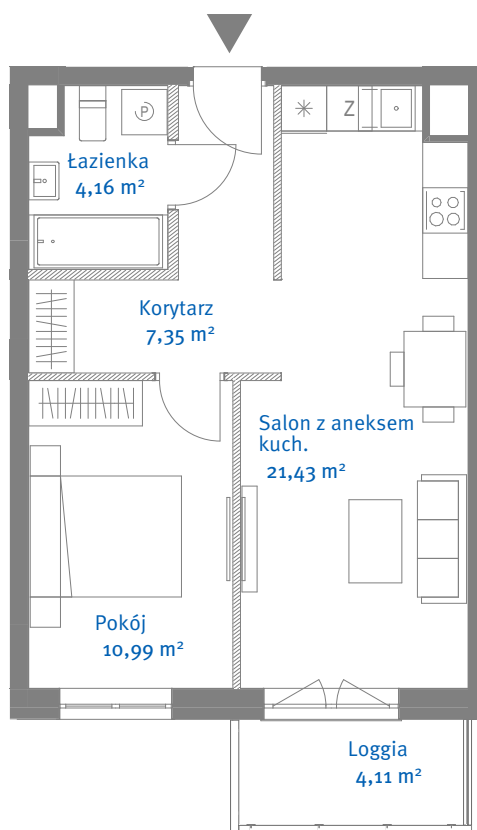 P
Z
Łazienka
4,16 m²
Korytarz
7,35 m²
Salon z aneksem
kuch.
21,43 m²
Pokój
10,99 m²
Loggia
4,11 m²